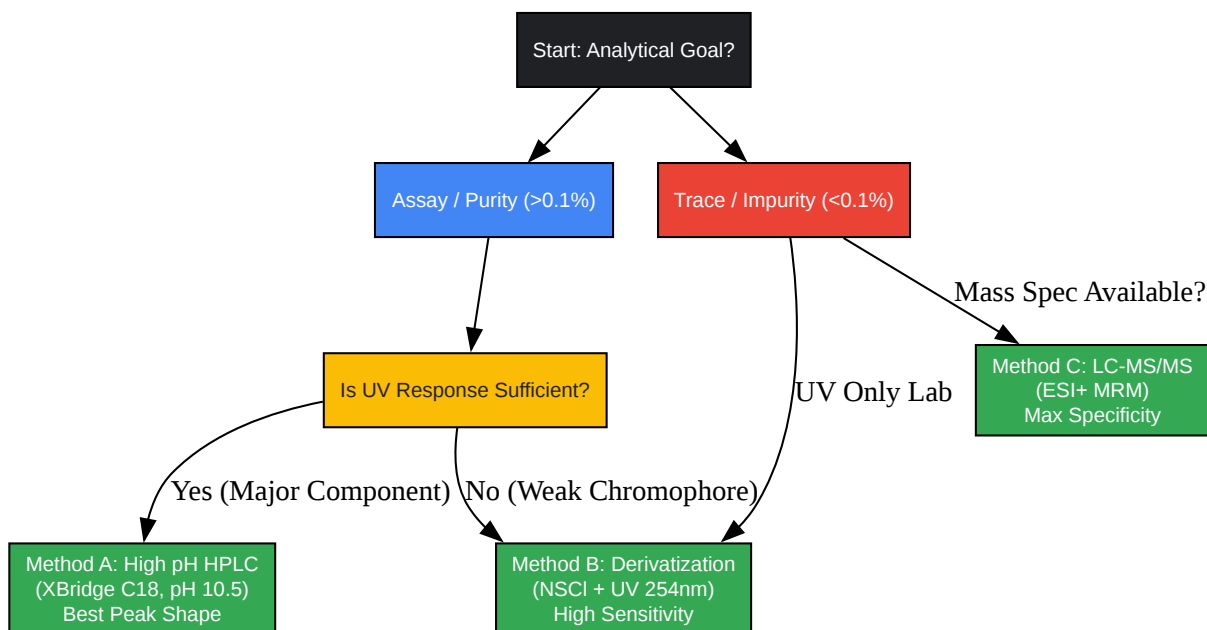 Start: Analytical Goal?
Assay / Purity (>0.1%)
Trace / Impurity (<0.1%)
Mass Spec Available?
Is UV Response Sufficient?
UV Only Lab
Method C: LC-MS/MS
(ESI+ MRM)
Max Specificity
Yes (Major Component)
No (Weak Chromophore)
Method A: High pH HPLC
(XBridge C18, pH 10.5)
Best Peak Shape
Method B: Derivatization
(NSCl + UV 254nm)
High Sensitivity